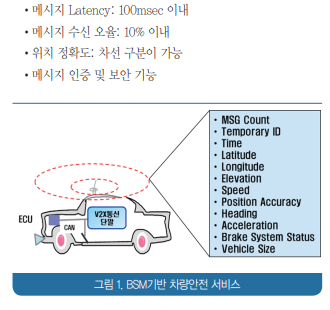 • 메시지 Latency: 100msec 이내
• 메시지 수신 오율: 10% 이내
• 위치 정확도: 차선 구분이 가능
• 메시지 인증 및 보안 기능
• MSG Count
• Temporary ID
• Time
• Latitude
• Longitude
• Elevation
• Speed
• Position Accuracy
• Heading
• Acceleration
• Brake System Status
• Vehicle Size
ECU
CAN
V2X통신
단말
그림 1. BSM기반 차량안전 서비스